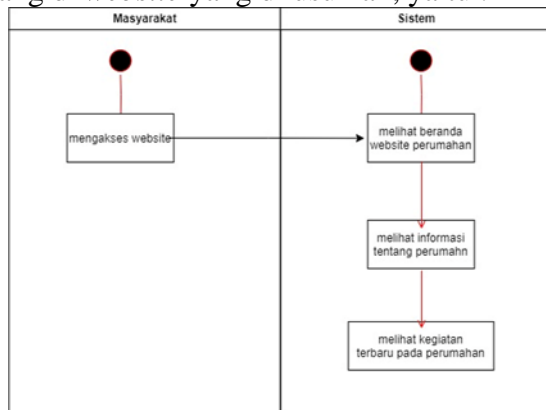 Masyarakat
Sistem
mengakses website
melihat beranda
website perumahan
melihat informasi
tentang perumahn
melihat kegiatan
terbaru pada perumahan